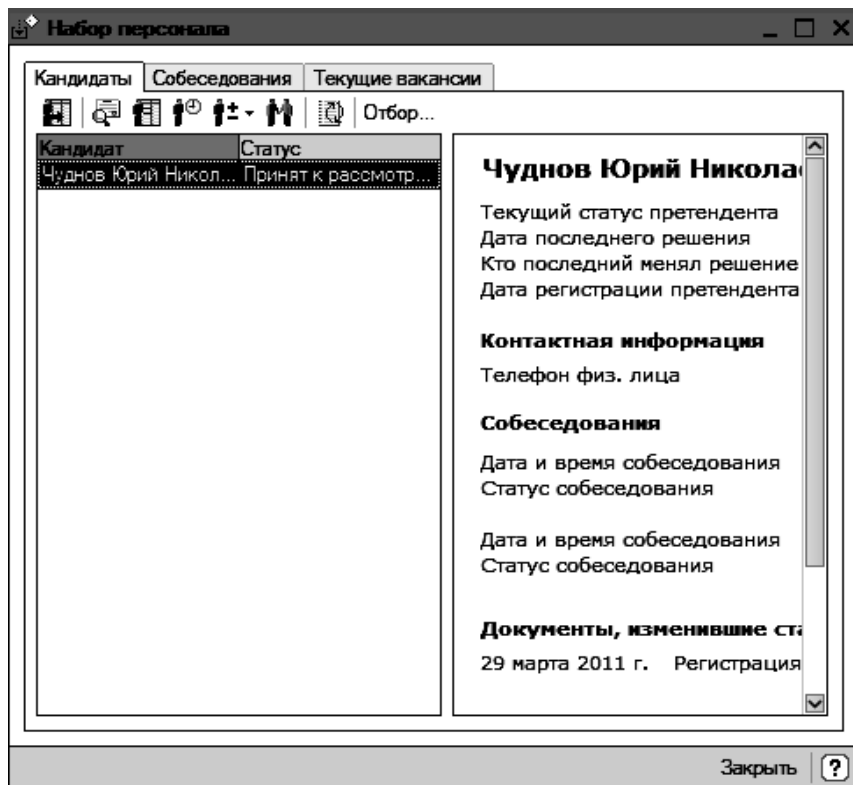 Набор персонала
Кандидаты Собеседования Текущие вакансии
Отбор...
Кандидат Статус
Чуднов Юрий Никол... Принят к рассмотр...
Чуднов Юрий Никола
Текущий статус претендента
Дата последнего решения
Кто последний менял решение
Дата регистрации претендента
Контактная информация
Телефон физ. лица
Собеседования
Дата и время собеседования
Статус собеседования
Дата и время собеседования
Статус собеседования
Документы, изменившие ста
29 марта 2011 г. Регистрация
Закрыть ?